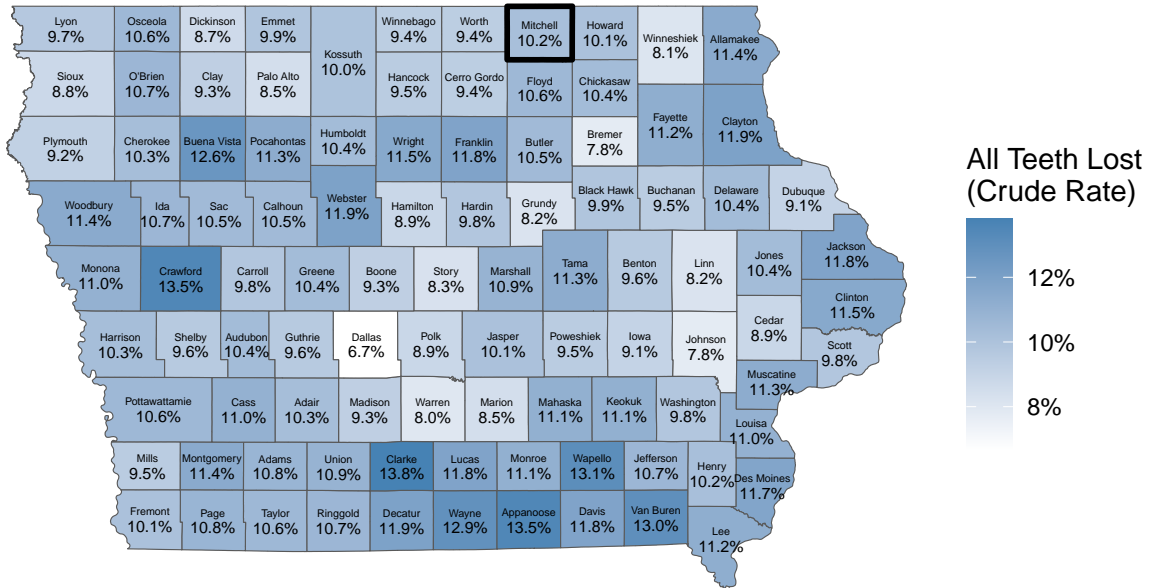 Lyon
9.7%
Osceola
10.6%
Dickinson
8.7%
Emmet
9.9%
Kossuth
10.0%
Winnebago
9.4%
Worth
9.4%
Mitchell
10.2%
Howard
10.1%
Winneshiek
8.1%
Allamakee
11.4%
Sioux
8.8%
O'Brien
10.7%
Clay
9.3%
Palo Alto
8.5%
Hancock
9.5%
Cerro Gordo
9.4%
Floyd
10.6%
Chickasaw
10.4%
Fayette
11.2%
Clayton
11.9%
Plymouth
9.2%
Cherokee
10.3%
Buena Vista
12.6%
Pocahontas
11.3%
Humboldt
10.4%
Wright
11.5%
Franklin
11.8%
Butler
10.5%
Bremer
7.8%
Woodbury
11.4%
Ida
10.7%
Sac
10.5%
Calhoun
10.5%
Webster
11.9%
Hamilton
8.9%
Hardin
9.8%
Grundy
8.2%
Black Hawk
9.9%
Buchanan
9.5%
Delaware
10.4%
Dubuque
9.1%
Monona
11.0%
Crawford
13.5%
Carroll
9.8%
Greene
10.4%
Boone
9.3%
Story
8.3%
Marshall
10.9%
Tama
11.3%
Benton
9.6%
Linn
8.2%
Jones
10.4%
Jackson
11.8%
Clinton
11.5%
Harrison
10.3%
Shelby
9.6%
Audubon
10.4%
Guthrie
9.6%
Dallas
6.7%
Polk
8.9%
Jasper
10.1%
Poweshiek
9.5%
Iowa
9.1%
Johnson
7.8%
Cedar
8.9%
Scott
9.8%
Muscatine
11.3%
Pottawattamie
10.6%
Cass
11.0%
Adair
10.3%
Madison
9.3%
Warren
8.0%
Marion
8.5%
Mahaska
11.1%
Keokuk
11.1%
Washington
9.8%
Louisa
11.0%
Mills
9.5%
Montgomery
11.4%
Adams
10.8%
Union
10.9%
Clarke
13.8%
Lucas
11.8%
Monroe
11.1%
Wapello
13.1%
Jefferson
10.7%
Henry
10.2%
Des Moines
11.7%
Fremont
10.1%
Page
10.8%
Taylor
10.6%
Ringgold
10.7%
Decatur
11.9%
Wayne
12.9%
Appanoose
13.5%
Davis
11.8%
Van Buren
13.0%
Lee
11.2%
All Teeth Lost
(Crude Rate)
12%
10%
8%